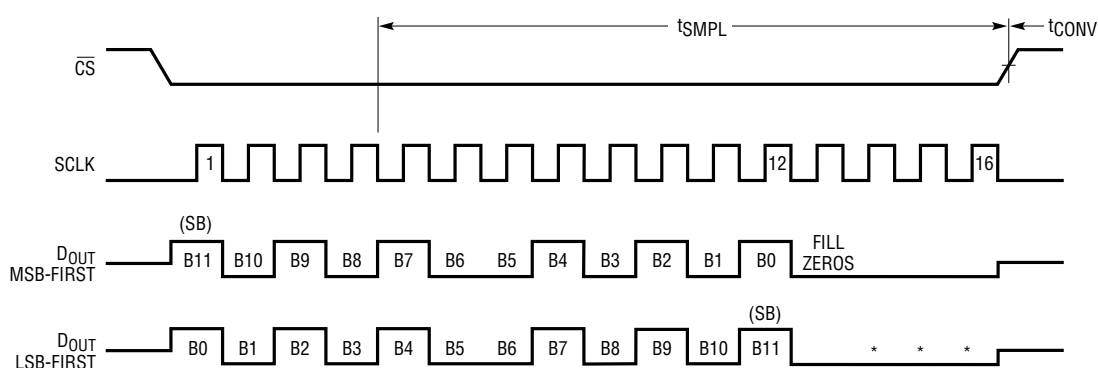 tSMPL tCONV
CS
SCLK 1 12 16
(SB)
DOUT
MSB-FIRST
B11 B10 B9 B8 B7 B6 B5 B4 B3 B2 B1 B0
FILL
ZEROS
(SB)
DOUT
LSB-FIRST
B0 B1 B2 B3 B4 B5 B6 B7 B8 B9 B10 B11 * * *